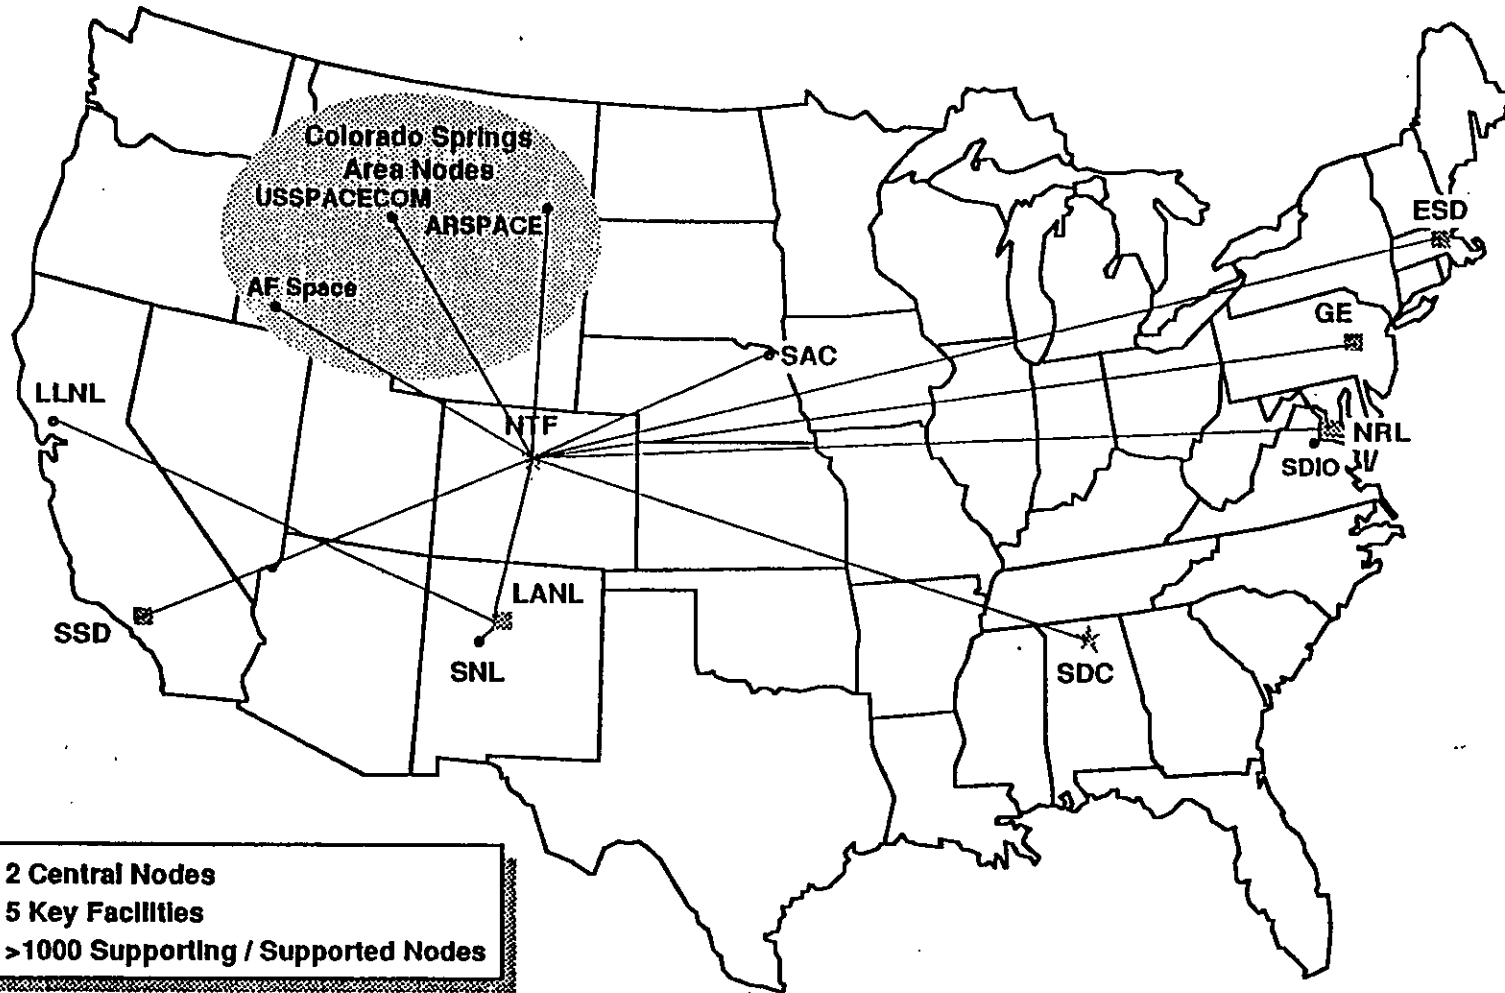 Colorado Springs
Area Nodes
USSPACECOM
ARSPACE
AF Space
ESD
GE
SAC
LLNL
NTF
NRL
SDIO
LANL
SSD
SNL
SDC
2 Central Nodes
5 Key Facilities
>1000 Supporting / Supported Nodes